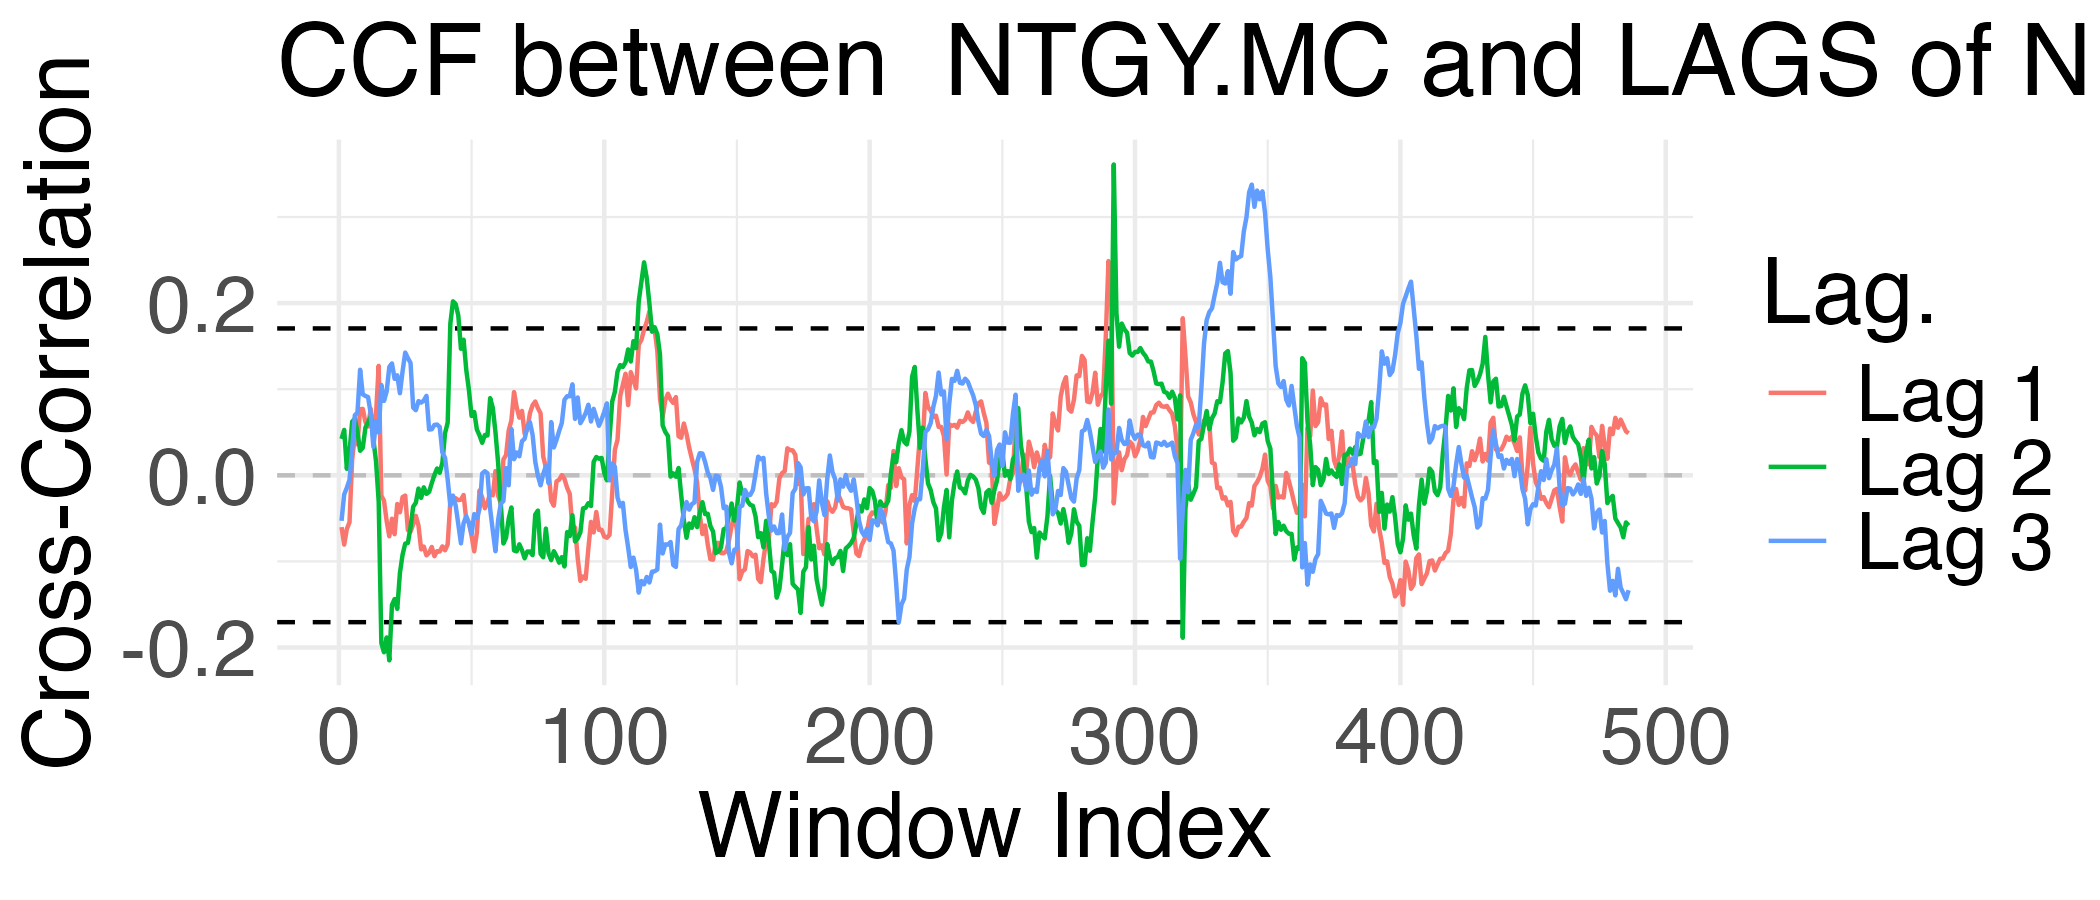 CCF between  NTGY.MC and LAGS of N
Cross-Correlation
0.2
0.0
-0.2
0
100
200
300
400
500
Window Index
Lag.
Lag 1
Lag 2
Lag 3